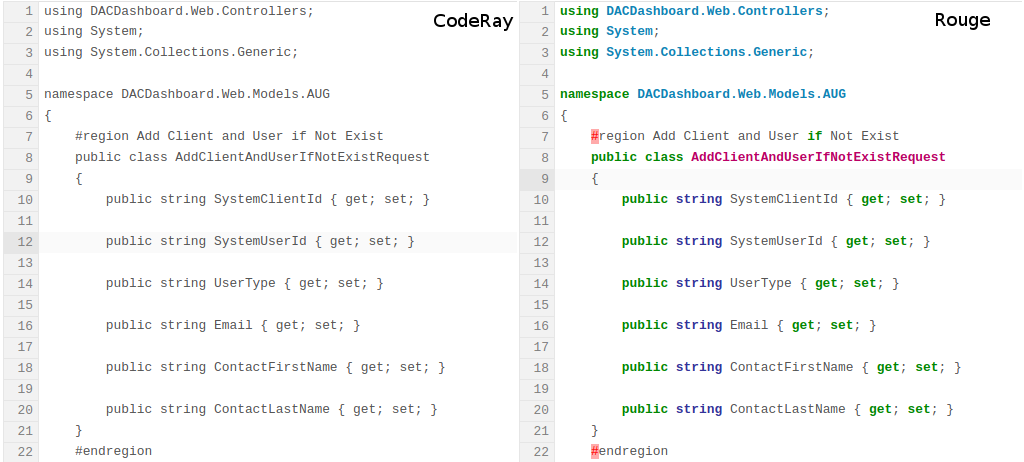 CodeRay
1 using DACDashboard.Web.Controllers;
2 using System;
3 using System.Collections.Generic;
4
5 namespace DACDashboard.Web.Models.AUG
6 {
7 #region Add Client and User if Not Exist
8 public class AddClientAndUserIfNotExistRequest
9 {
10 public string SystemClientId { get; set; }
11
12 public string SystemUserId { get; set; }
13
14 public string UserType { get; set; }
15
16 public string Email { get; set; }
17
18 public string ContactFirstName { get; set; }
19
20 public string ContactLastName { get; set; }
21 }
22 #endregion
Rouge
1 using DACDashboard.Web.Controllers;
2 using System;
3 using System.Collections.Generic;
4
5 namespace DACDashboard.Web.Models.AUG
6 {
7 #region Add Client and User if Not Exist
8 public class AddClientAndUserIfNotExistRequest
9 {
10 public string SystemClientId { get; set; }
11
12 public string SystemUserId { get; set; }
13
14 public string UserType { get; set; }
15
16 public string Email { get; set; }
17
18 public string ContactFirstName { get; set; }
19
20 public string ContactLastName { get; set; }
21 }
22 #endregion